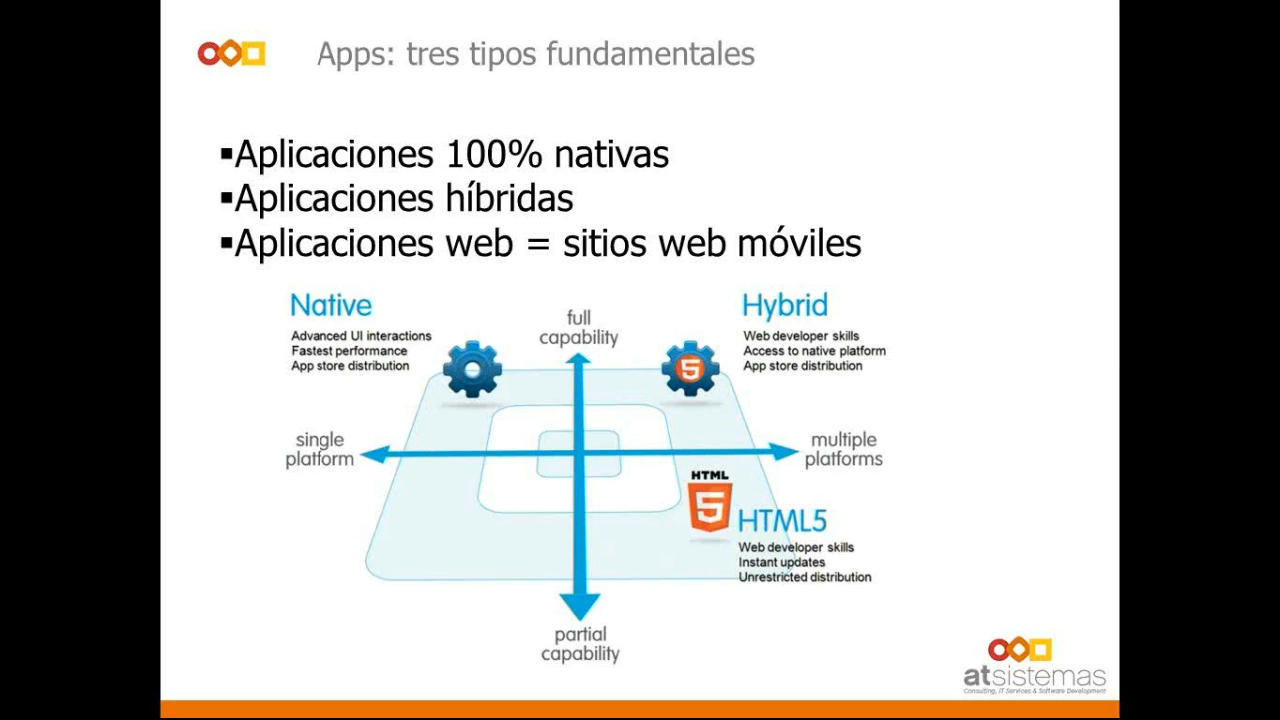 Apps: tres tipos fundamentales
▪Aplicaciones 100% nativas
▪Aplicaciones híbridas
▪Aplicaciones web = sitios web móviles
Native
Advanced UI interactions
Fastest performance
App store distribution
full
capability
Hybrid
Web developer skills
Access to native platform
App store distribution
5
single
platform
multiple
platforms
HTML
5
HTML5
Web developer skills
Instant updates
Unrestricted distribution
partial
capability
atsistemas
Consulting, IT Services & Software Development